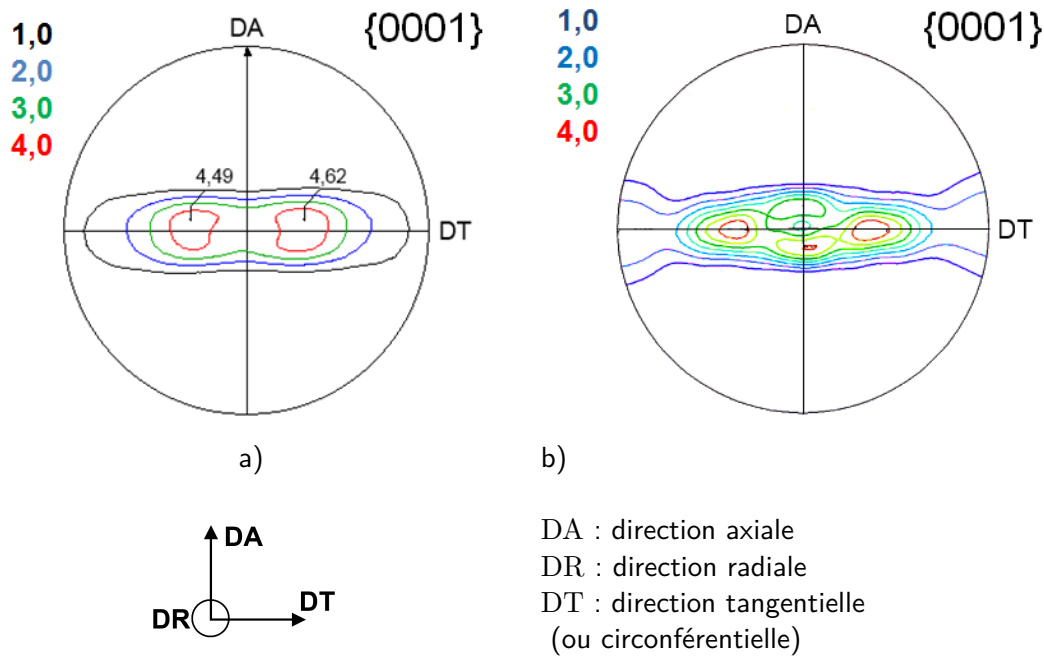 1,0
2,0
3,0
4,0
DA
{0001}
4,49
4,62
DT
a)
1,0
2,0
3,0
4,0
DA
{0001}
DT
b)
DA
DR
DT
DA : direction axiale
DR : direction radiale
DT : direction tangentielle
(ou circonférentielle)